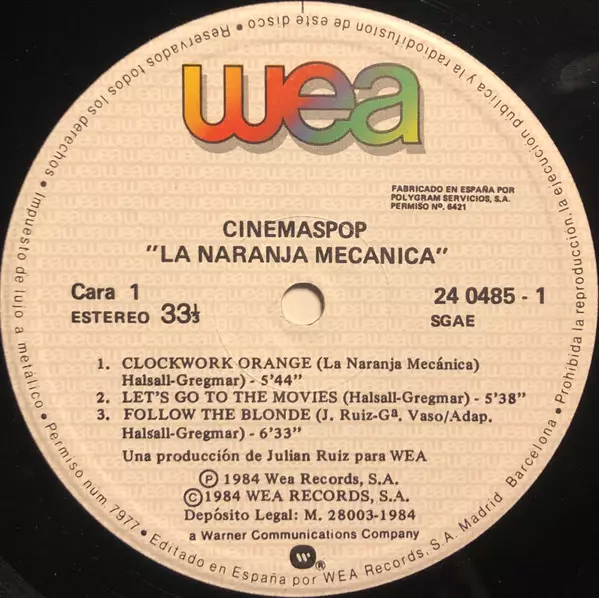 wea
FABRICADO EN ESPAÑA POR
POLYGRAM SERVICIOS, S.A.
PERMISO Nº. 6421
CINEMASPOP
"LA NARANJA MECANICA"
Cara 1
ESTEREO 33⅓
24 0485 - 1
SGAE
1. CLOCKWORK ORANGE (La Naranja Mecánica)
Halsall-Gregmar) - 5'44"
2. LET'S GO TO THE MOVIES (Halsall-Gregmar) - 5'38"
3. FOLLOW THE BLONDE (J. Ruiz-Gª. Vaso/Adap.
Halsall-Gregmar) - 6'33"
Una producción de Julian Ruiz para WEA
Ⓟ 1984 Wea Records, S.A.
© 1984 WEA RECORDS, S.A.
Depósito Legal: M. 28003-1984
a Warner Communications Company
W ®
• Editado en España por WEA Records, S.A. Madrid Barcelona • Prohibida la reproducción, la ejecución pública y la radiodifusion de este disco • Reservados todos los derechos • Impuesto de lujo a metálico • Permiso núm. 7977